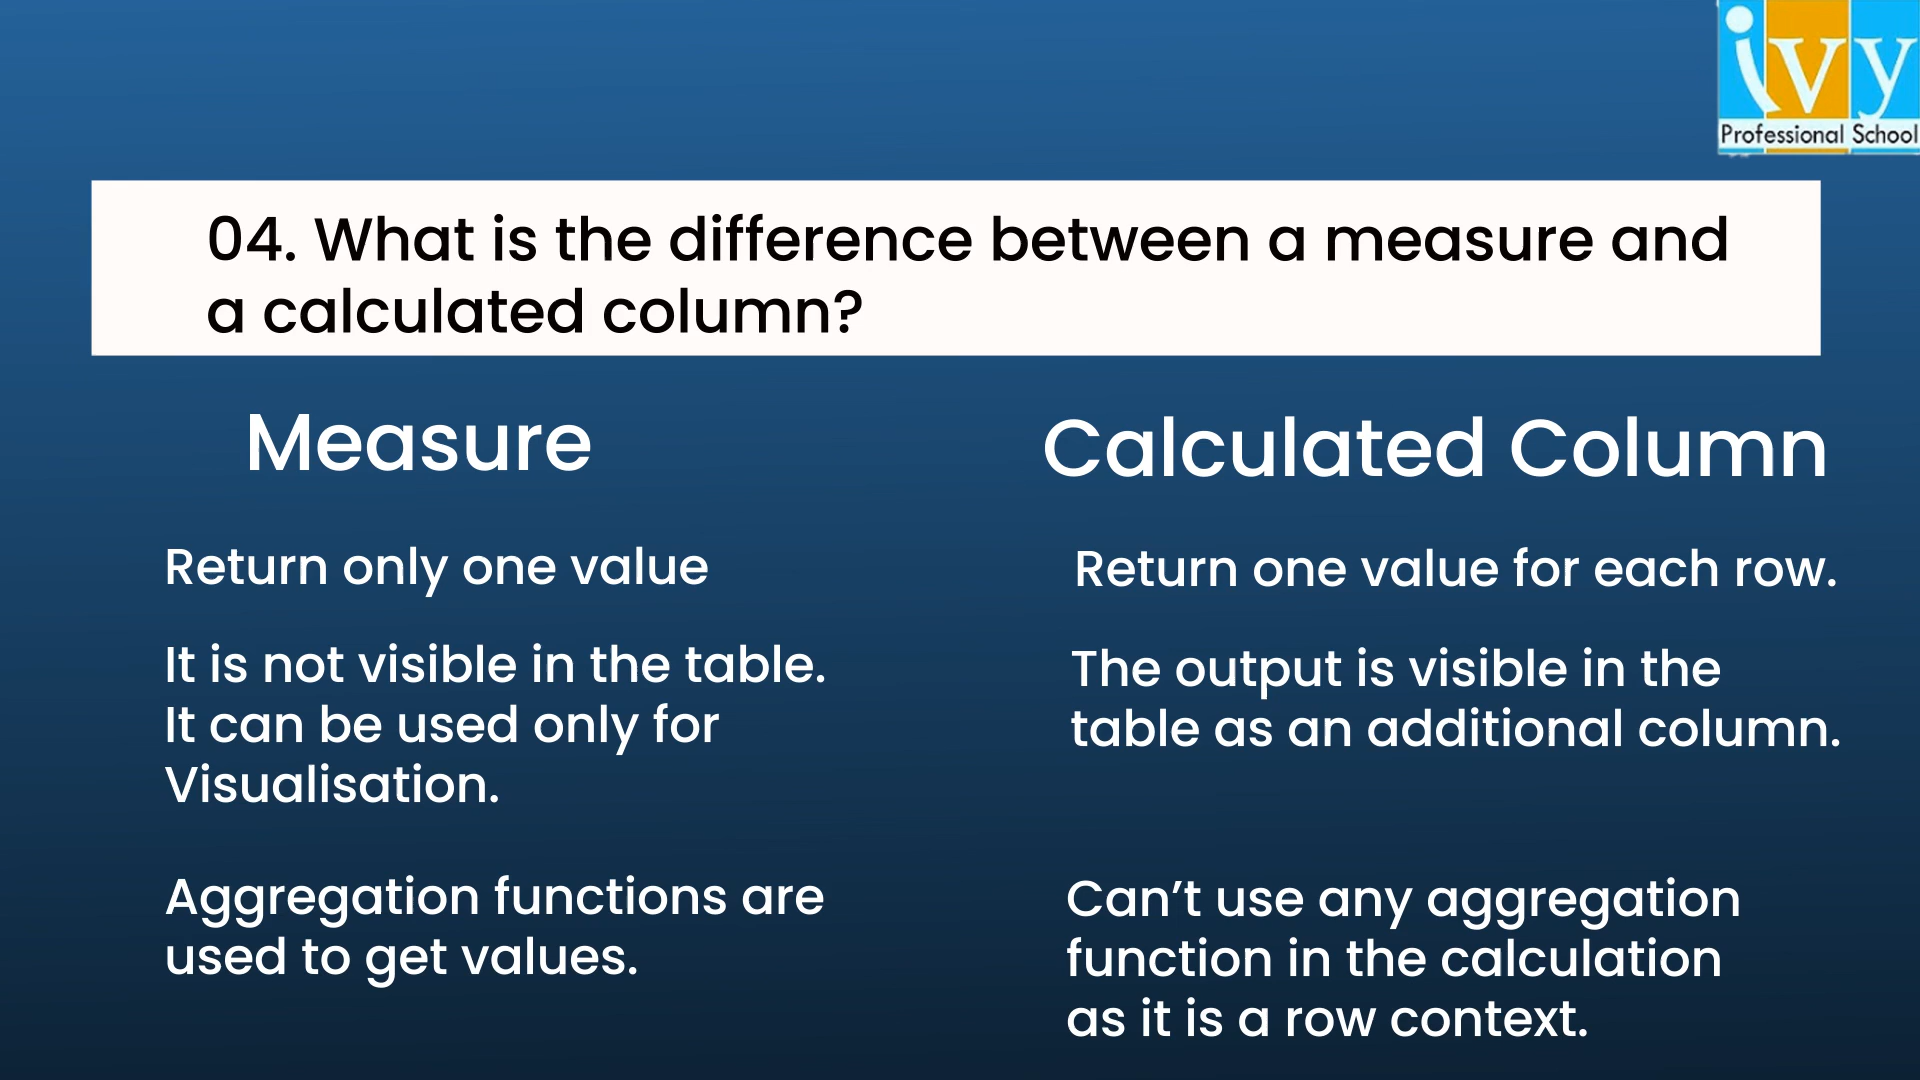 ivy
Professional School
04. What is the difference between a measure and
a calculated column?
Measure
Return only one value
It is not visible in the table.
It can be used only for
Visualisation.
Aggregation functions are
used to get values.
Calculated Column
Return one value for each row.
The output is visible in the
table as an additional column.
Can’t use any aggregation
function in the calculation
as it is a row context.